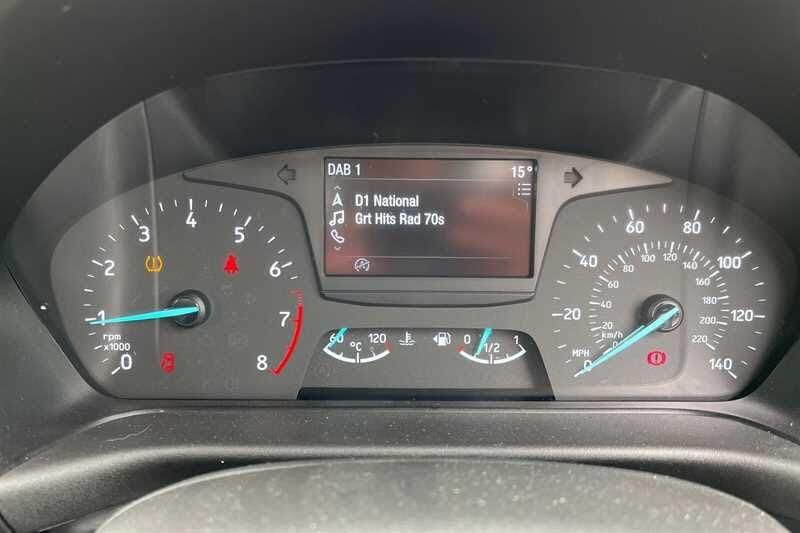 DAB 1 15°
D1 National
Grt Hits Rad 70s
0 1 2 3 4 5 6 7 8
rpm
x1000
60 120
°C
0 1/2 1
0 20 40 60 80 100 120 140
MPH
0 20 40 60 80 100 120 140 160 180 200 220
km/h